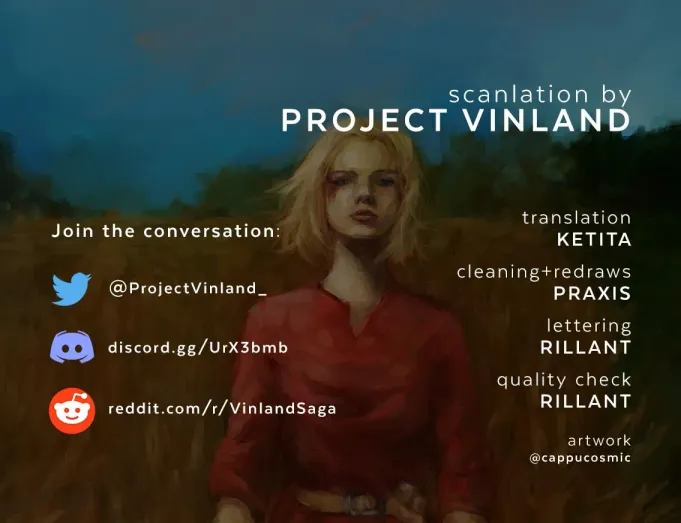 scanlation by
PROJECT VINLAND
Join the conversation:
@ProjectVinland_
discord.gg/UrX3bmb
reddit.com/r/VinlandSaga
translation
KETITA
cleaning+redraws
PRAXIS
lettering
RILLANT
quality check
RILLANT
artwork
@cappucosmic